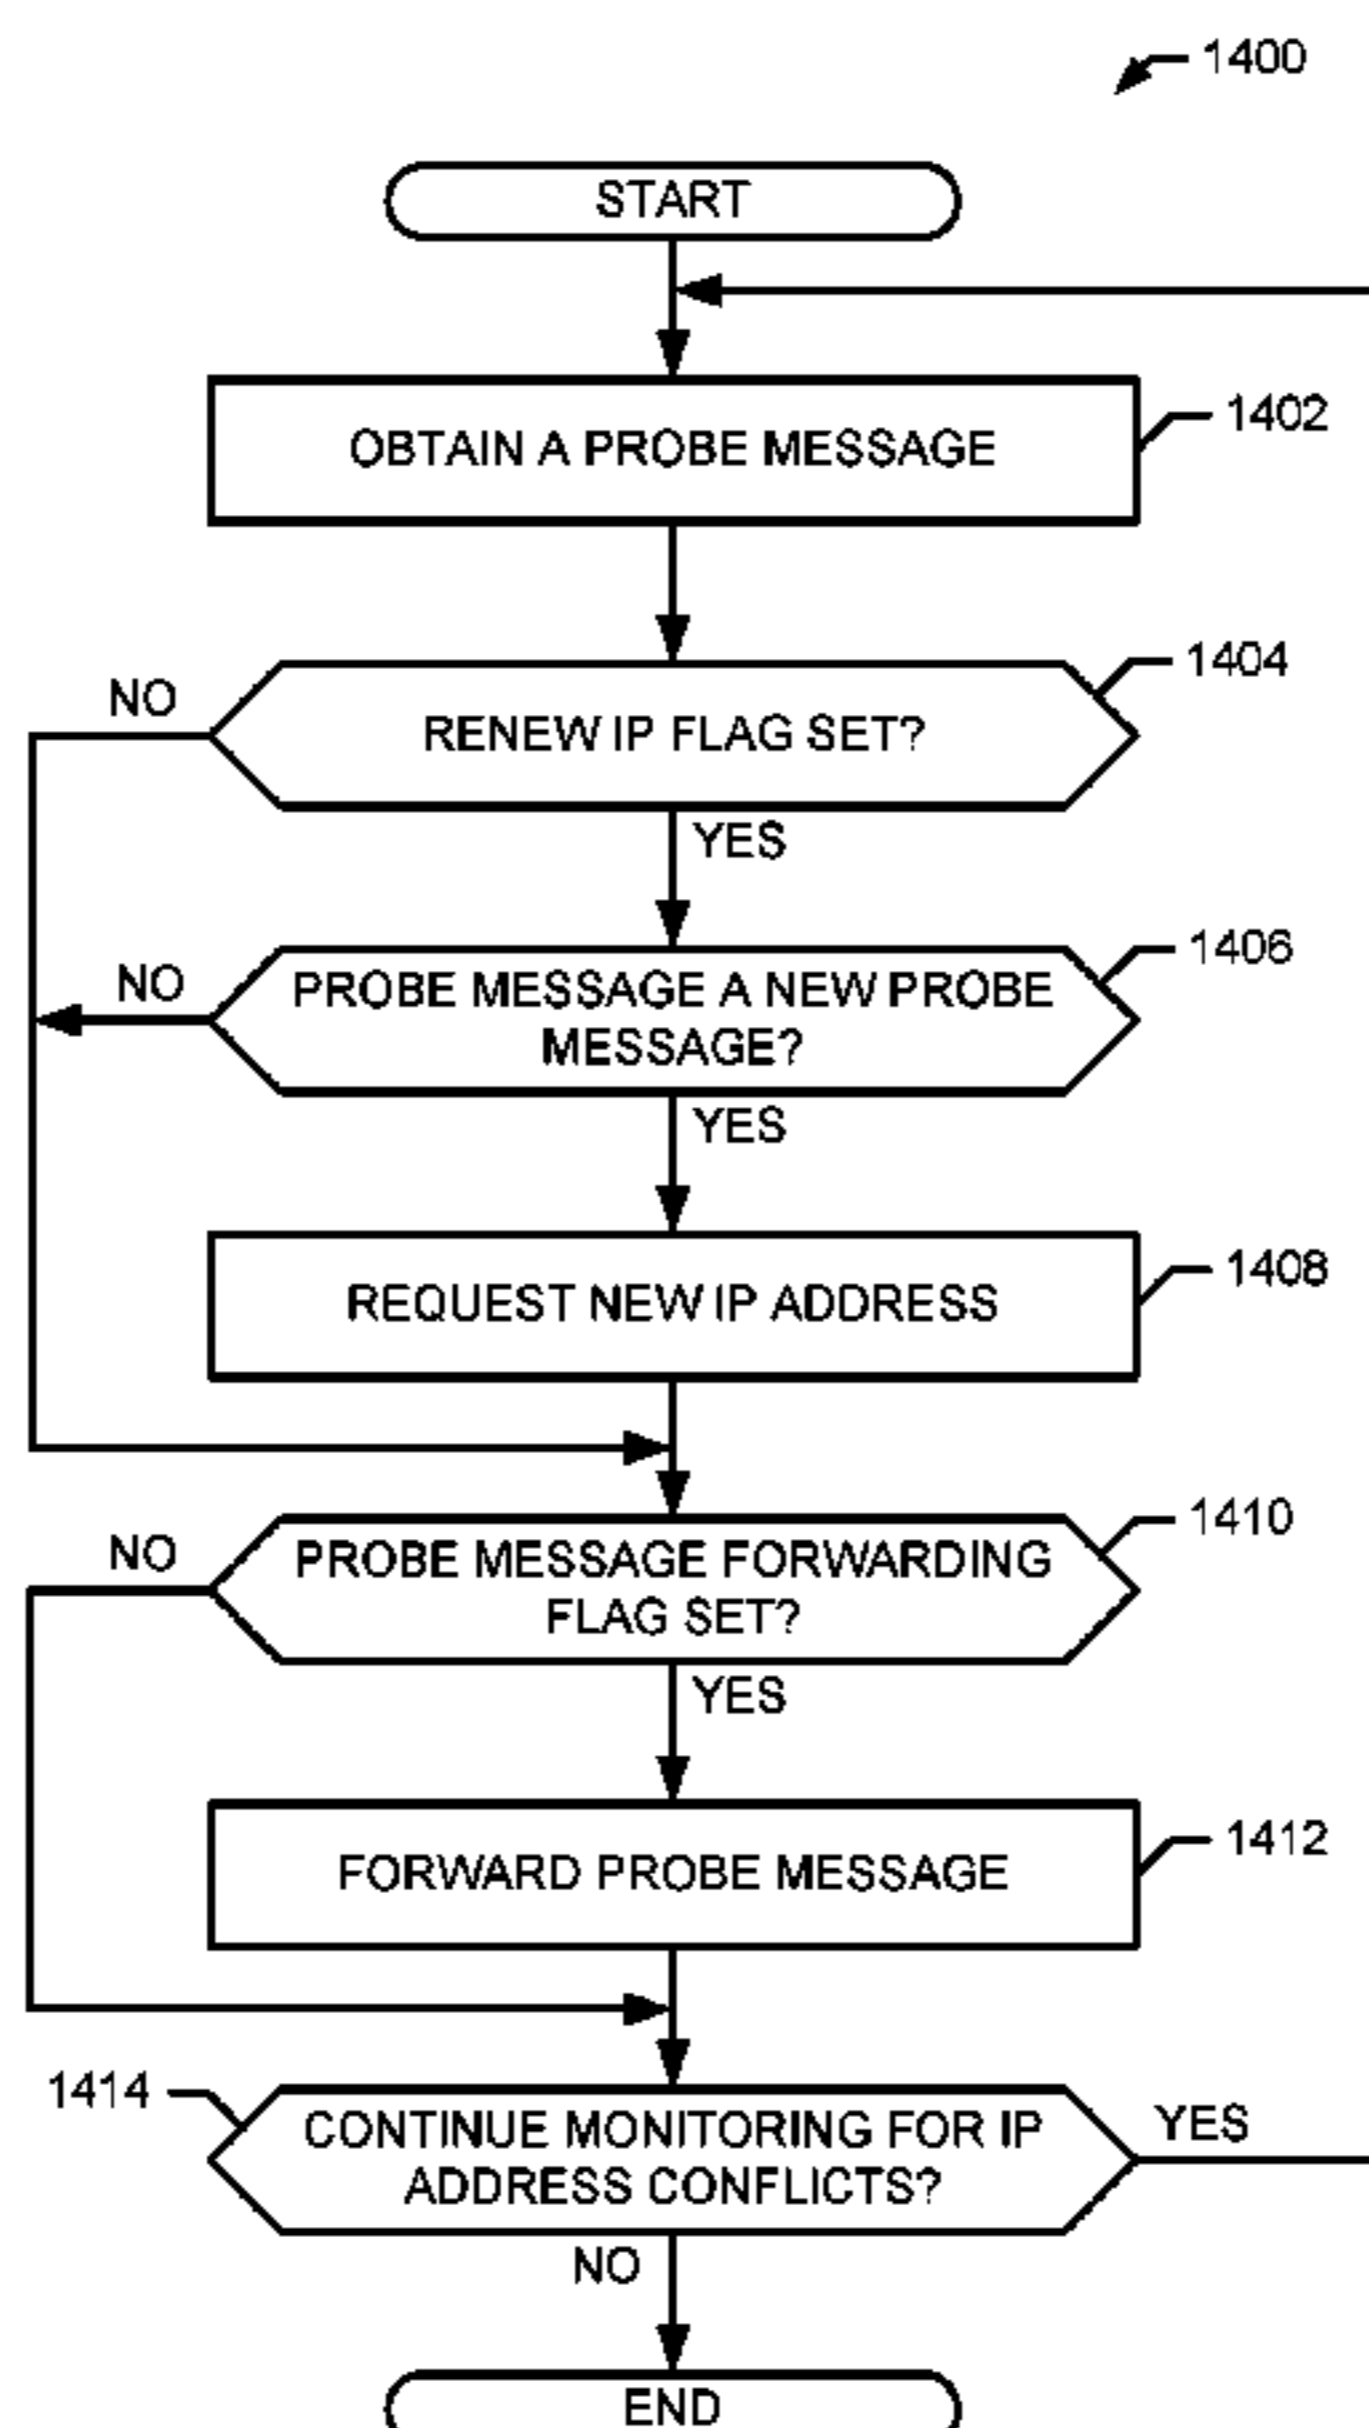 1400
START
OBTAIN A PROBE MESSAGE
1402
1404
NO
RENEW IP FLAG SET?
YES
1406
NO
PROBE MESSAGE A NEW PROBE
MESSAGE?
YES
1408
REQUEST NEW IP ADDRESS
1410
NO
PROBE MESSAGE FORWARDING
FLAG SET?
YES
1412
FORWARD PROBE MESSAGE
1414
CONTINUE MONITORING FOR IP
ADDRESS CONFLICTS?
YES
NO
END